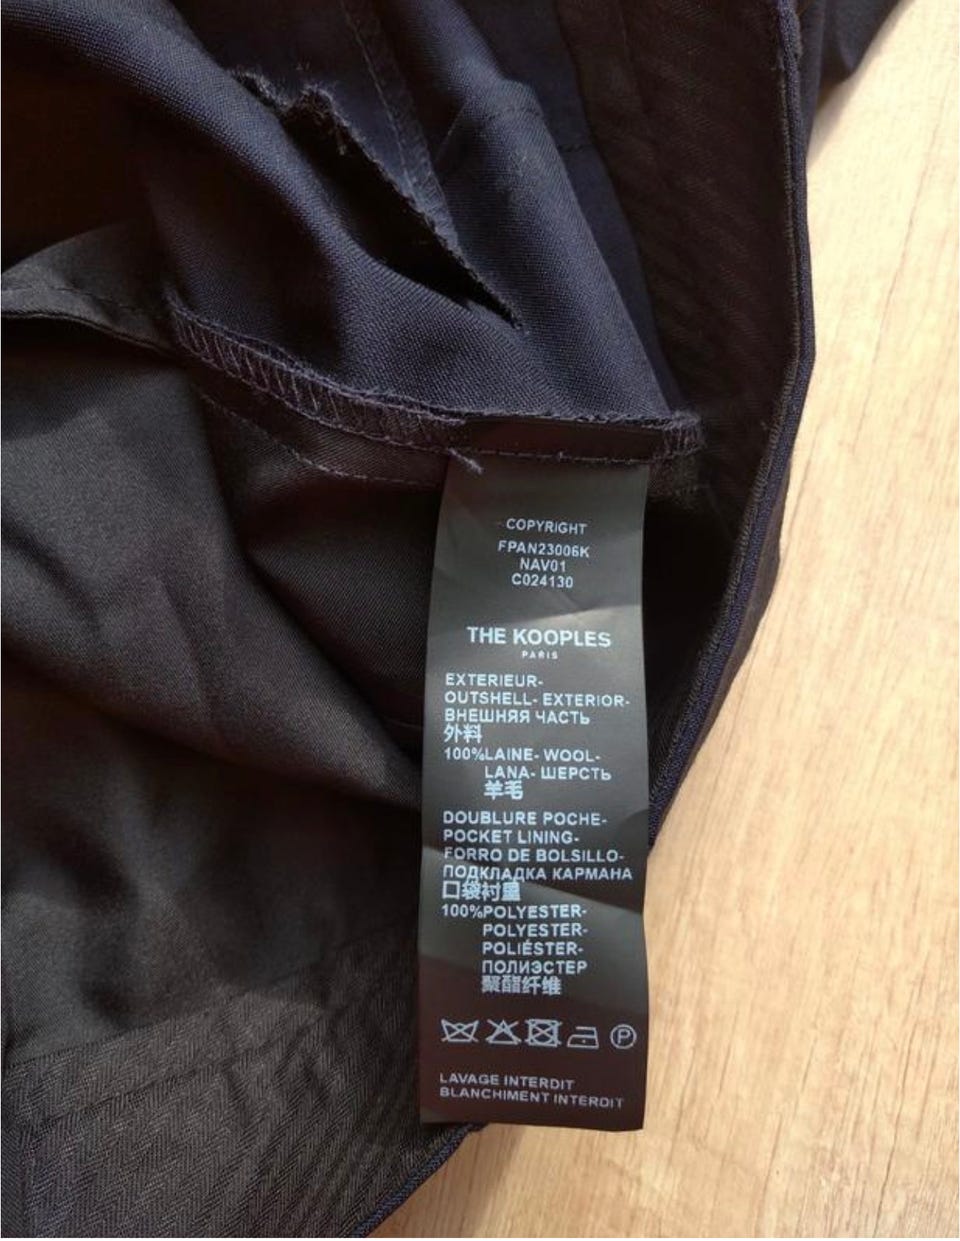 COPYRIGHT
FPAN23006K
NAV01
C024130
THE KOOPLES
PARIS
EXTERIEUR-
OUTSHELL- EXTERIOR-
ВНЕШНЯЯ ЧАСТЬ
外料
100%LAINE- WOOL-
LANA- ШЕРСТЬ
羊毛
DOUBLURE POCHE-
POCKET LINING-
FORRO DE BOLSILLO-
ПОДКЛАДКА КАРМАНА
口袋衬里
100%POLYESTER-
POLYESTER-
POLIÉSTER-
ПОЛИЭСТЕР
聚酯纤维
P
LAVAGE INTERDIT
BLANCHIMENT INTERDIT